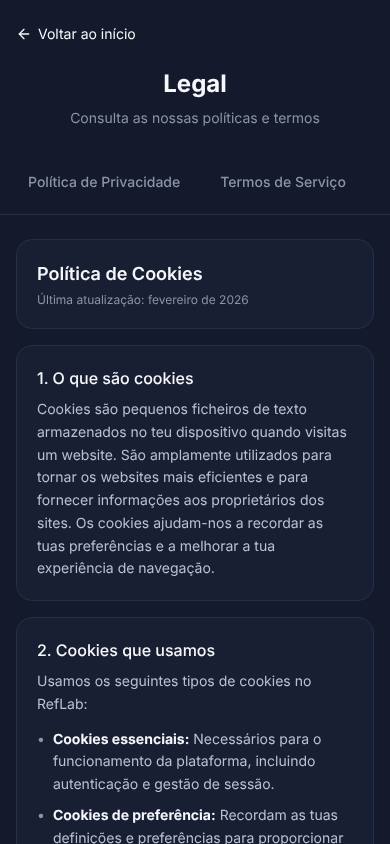 ← Voltar ao início
Legal
Consulta as nossas políticas e termos
Política de Privacidade
Termos de Serviço
Política de Cookies
Última atualização: fevereiro de 2026
1. O que são cookies
Cookies são pequenos ficheiros de texto
armazenados no teu dispositivo quando visitas
um website. São amplamente utilizados para
tornar os websites mais eficientes e para
fornecer informações aos proprietários dos
sites. Os cookies ajudam-nos a recordar as
tuas preferências e a melhorar a tua
experiência de navegação.
2. Cookies que usamos
Usamos os seguintes tipos de cookies no
RefLab:
• Cookies essenciais: Necessários para o
funcionamento da plataforma, incluindo
autenticação e gestão de sessão.
• Cookies de preferência: Recordam as tuas
definições e preferências para proporcionar